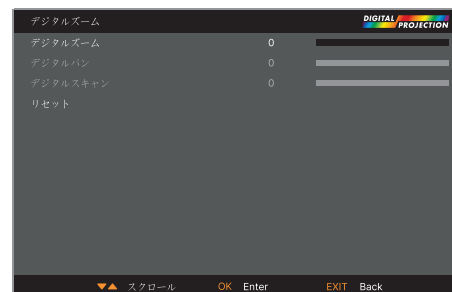 デジタルズーム DIGITAL PROJECTION
デジタルズーム 0
デジタルパン 0
デジタルスキャン 0
リセット
▼▲ スクロール OK Enter EXIT Back